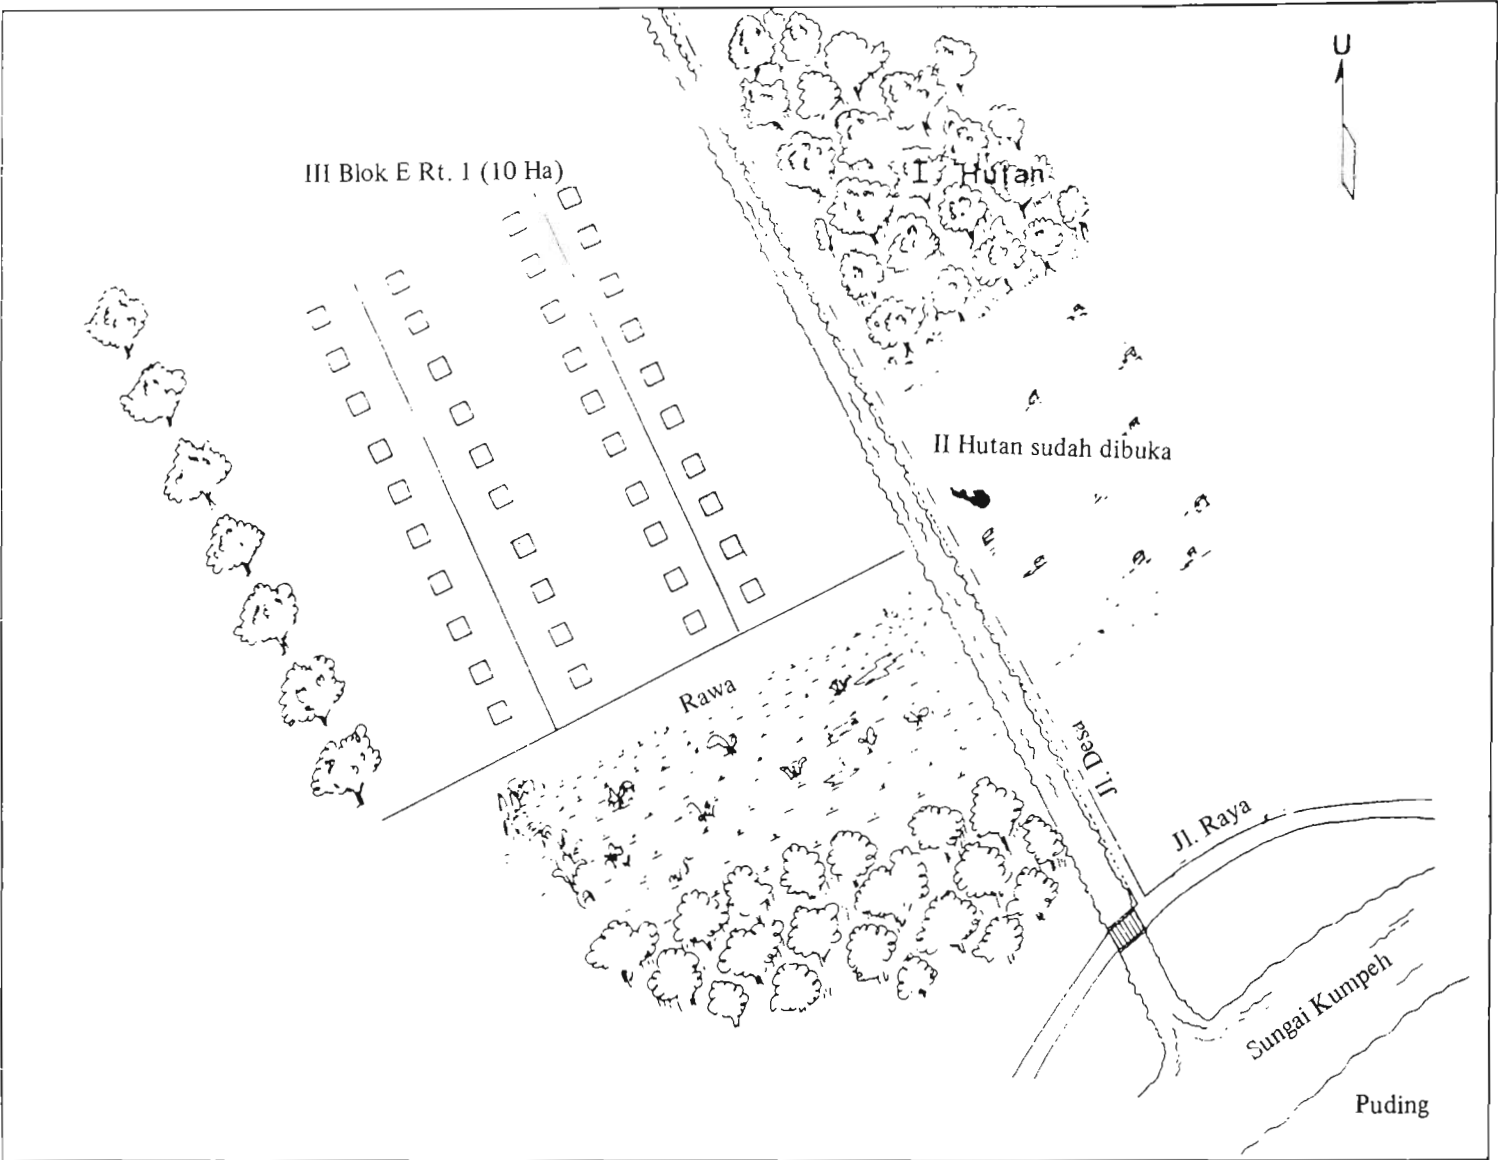 U
III Blok E Rt. 1 (10 Ha)
I. Hutan
II Hutan sudah dibuka
Rawa
Jl. Desa
Jl. Raya
Sungai Kumpeh
Puding